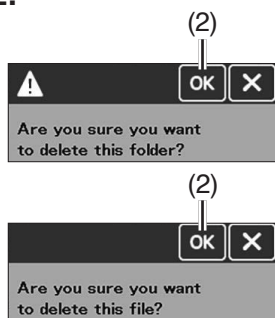 (2)
OK
Are you sure you want
to delete this folder?
(2)
OK
Are you sure you want
to delete this file?